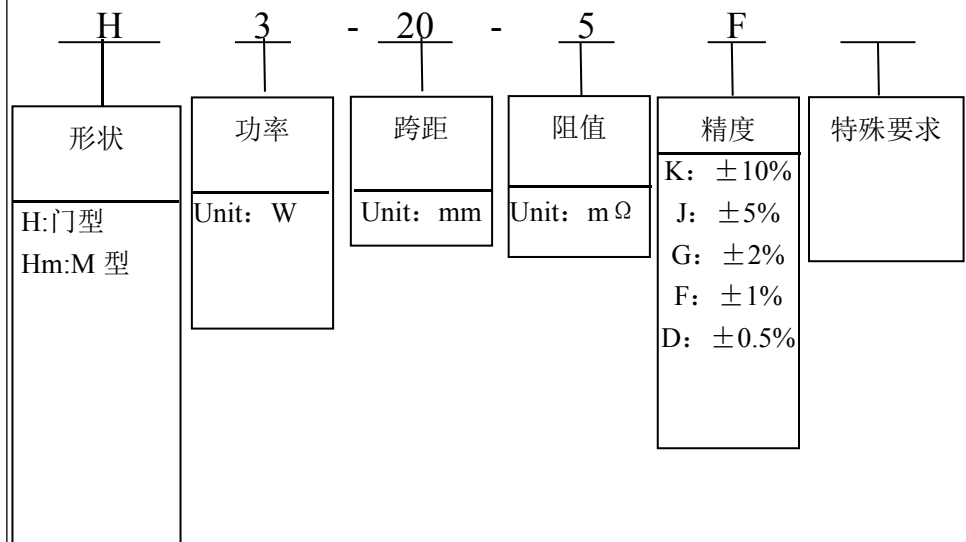 H 3 - 20 - 5 F
形状 功率 跨距 阻值 精度 特殊要求
H:门型
Hm:M 型
Unit：W
Unit：mm
Unit：mΩ
K：±10%
J：±5%
G：±2%
F：±1%
D：±0.5%